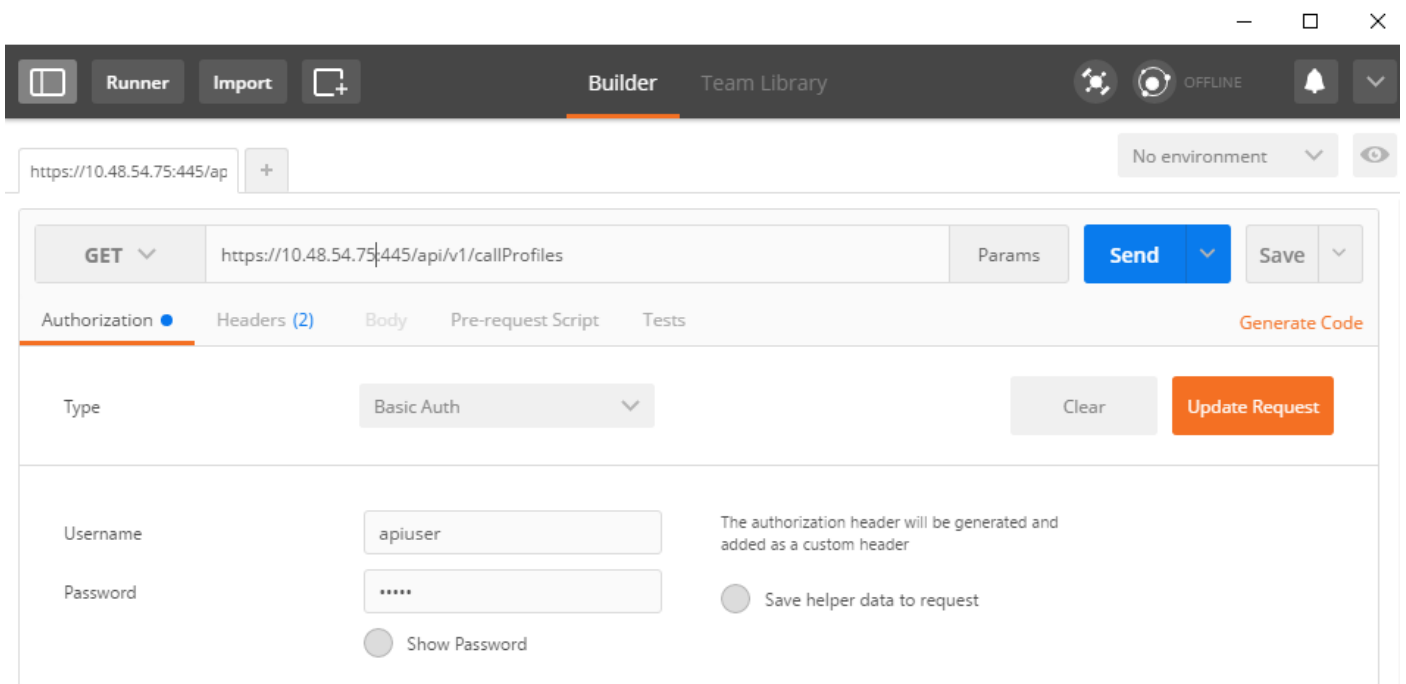 Runner Import Builder Team Library OFFLINE
https://10.48.54.75:445/ap + No environment
GET https://10.48.54.75:445/api/v1/callProfiles Params Send Save
Authorization Headers (2) Body Pre-request Script Tests Generate Code
Type Basic Auth Clear Update Request
Username apiuser
The authorization header will be generated and
added as a custom header
Password •••••
Save helper data to request
Show Password